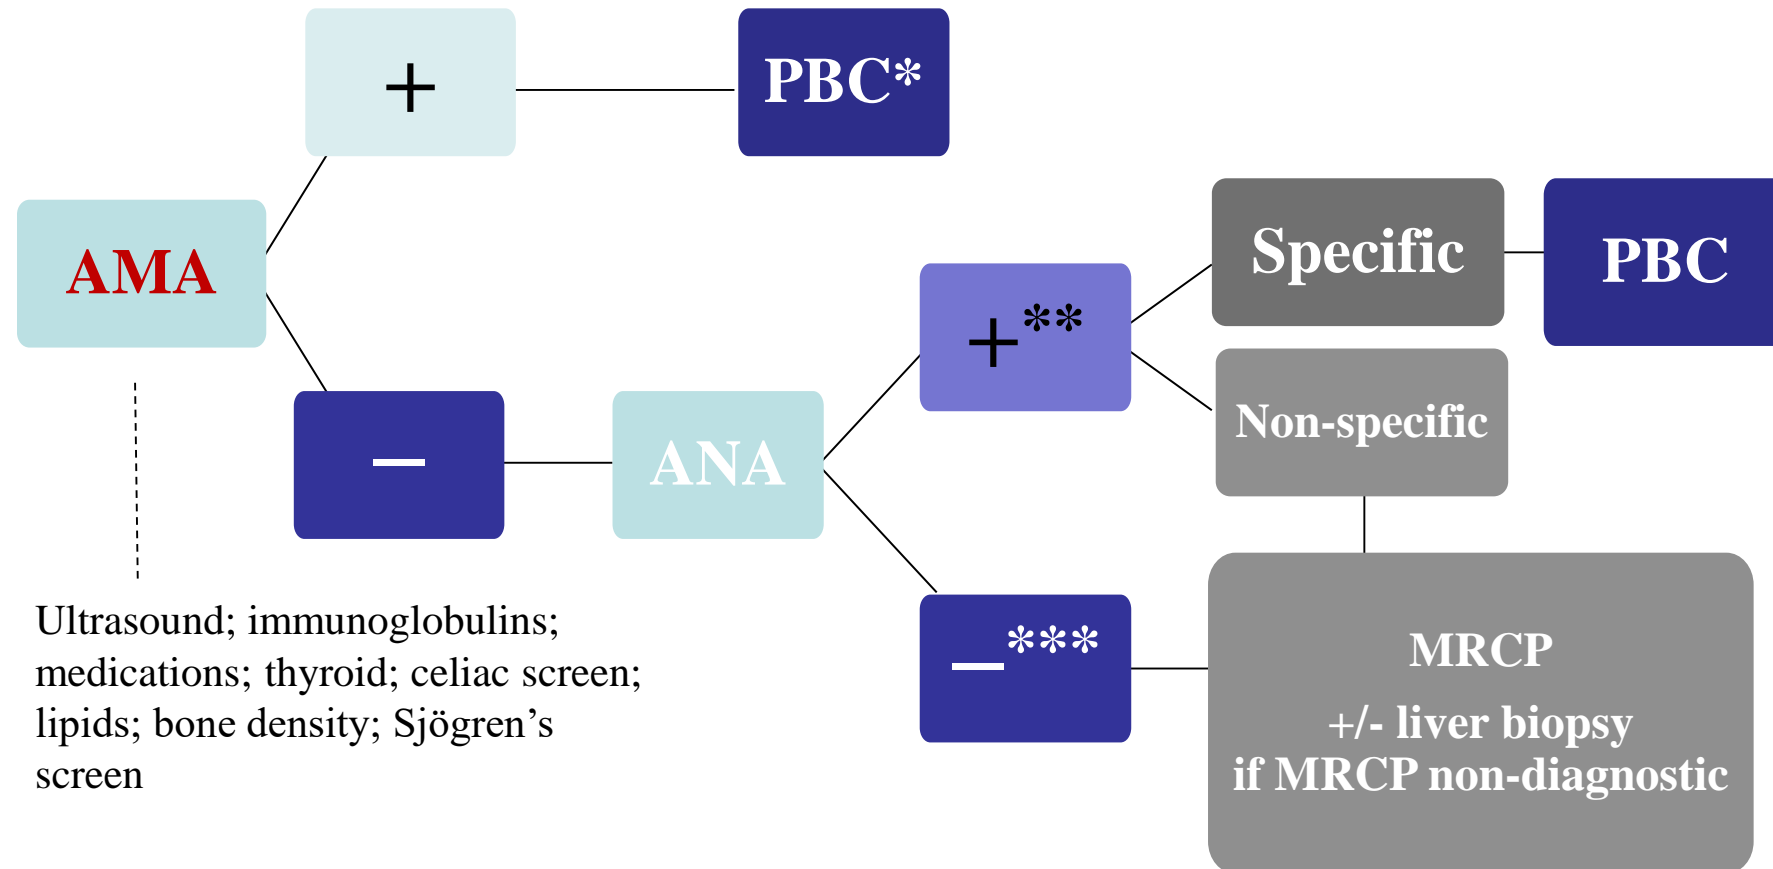 +
PBC*
AMA
Specific
PBC
+**
Non-specific
–
ANA
–***
MRCP
+/- liver biopsy
if MRCP non-diagnostic
Ultrasound; immunoglobulins;
medications; thyroid; celiac screen;
lipids; bone density; Sjögren’s
screen